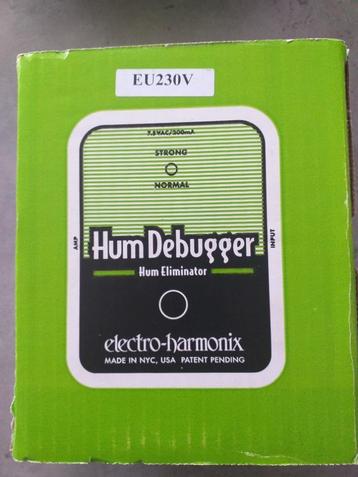 EU230V
7.5VAC/200mA
STRONG
NORMAL
AMP
INPUT
Hum Debugger
Hum Eliminator
electro-harmonix
MADE IN NYC, USA PATENT PENDING